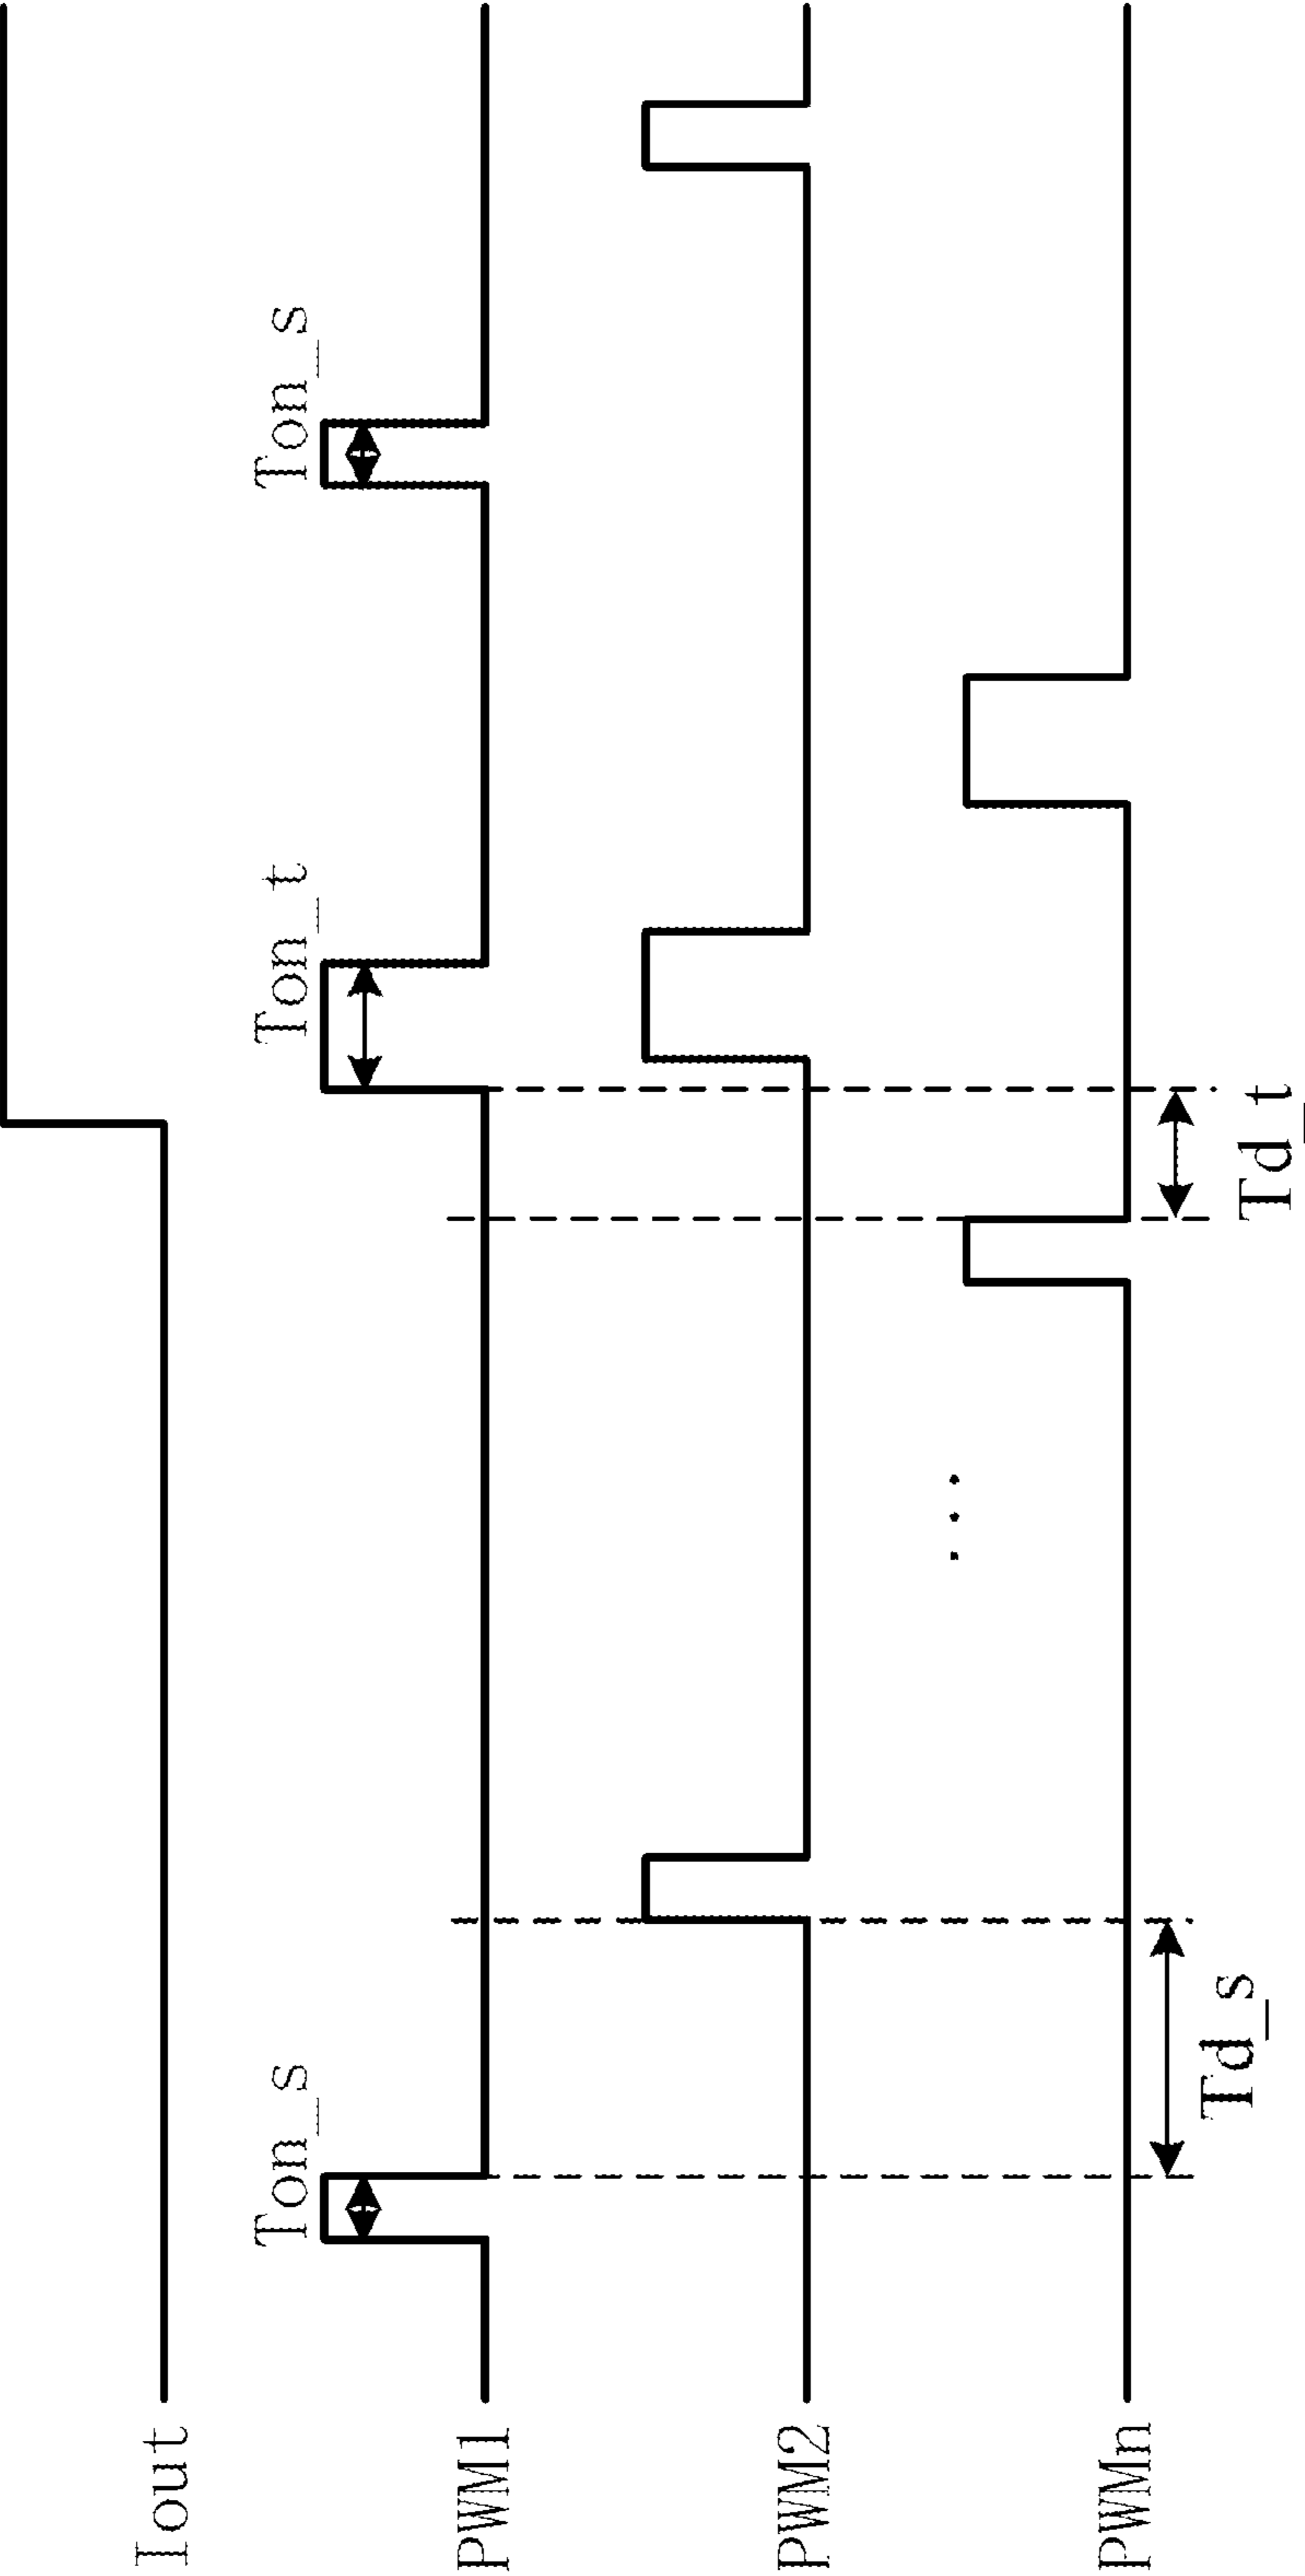 Iout
Ton_s
Ton_t
Ton_s
PWM1
PWM2
...
PWMn
Td_s
Td_t